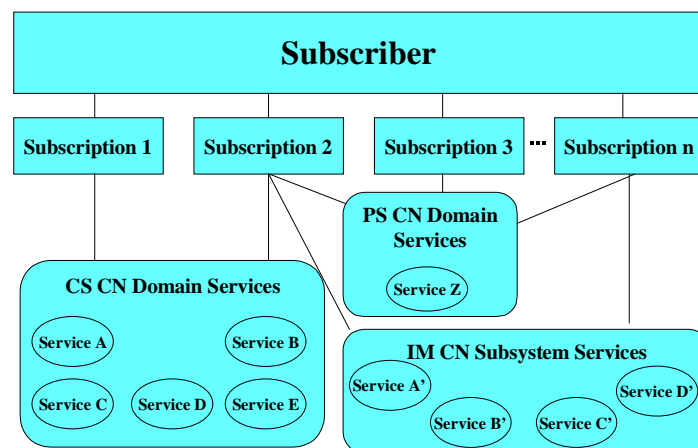 Subscriber
Subscription 1
Subscription 2
Subscription 3
...
Subscription n
PS CN Domain
Services
Service Z
CS CN Domain Services
Service A
Service B
Service C
Service D
Service E
IM CN Subsystem Services
Service A’
Service D’
Service B’
Service C’